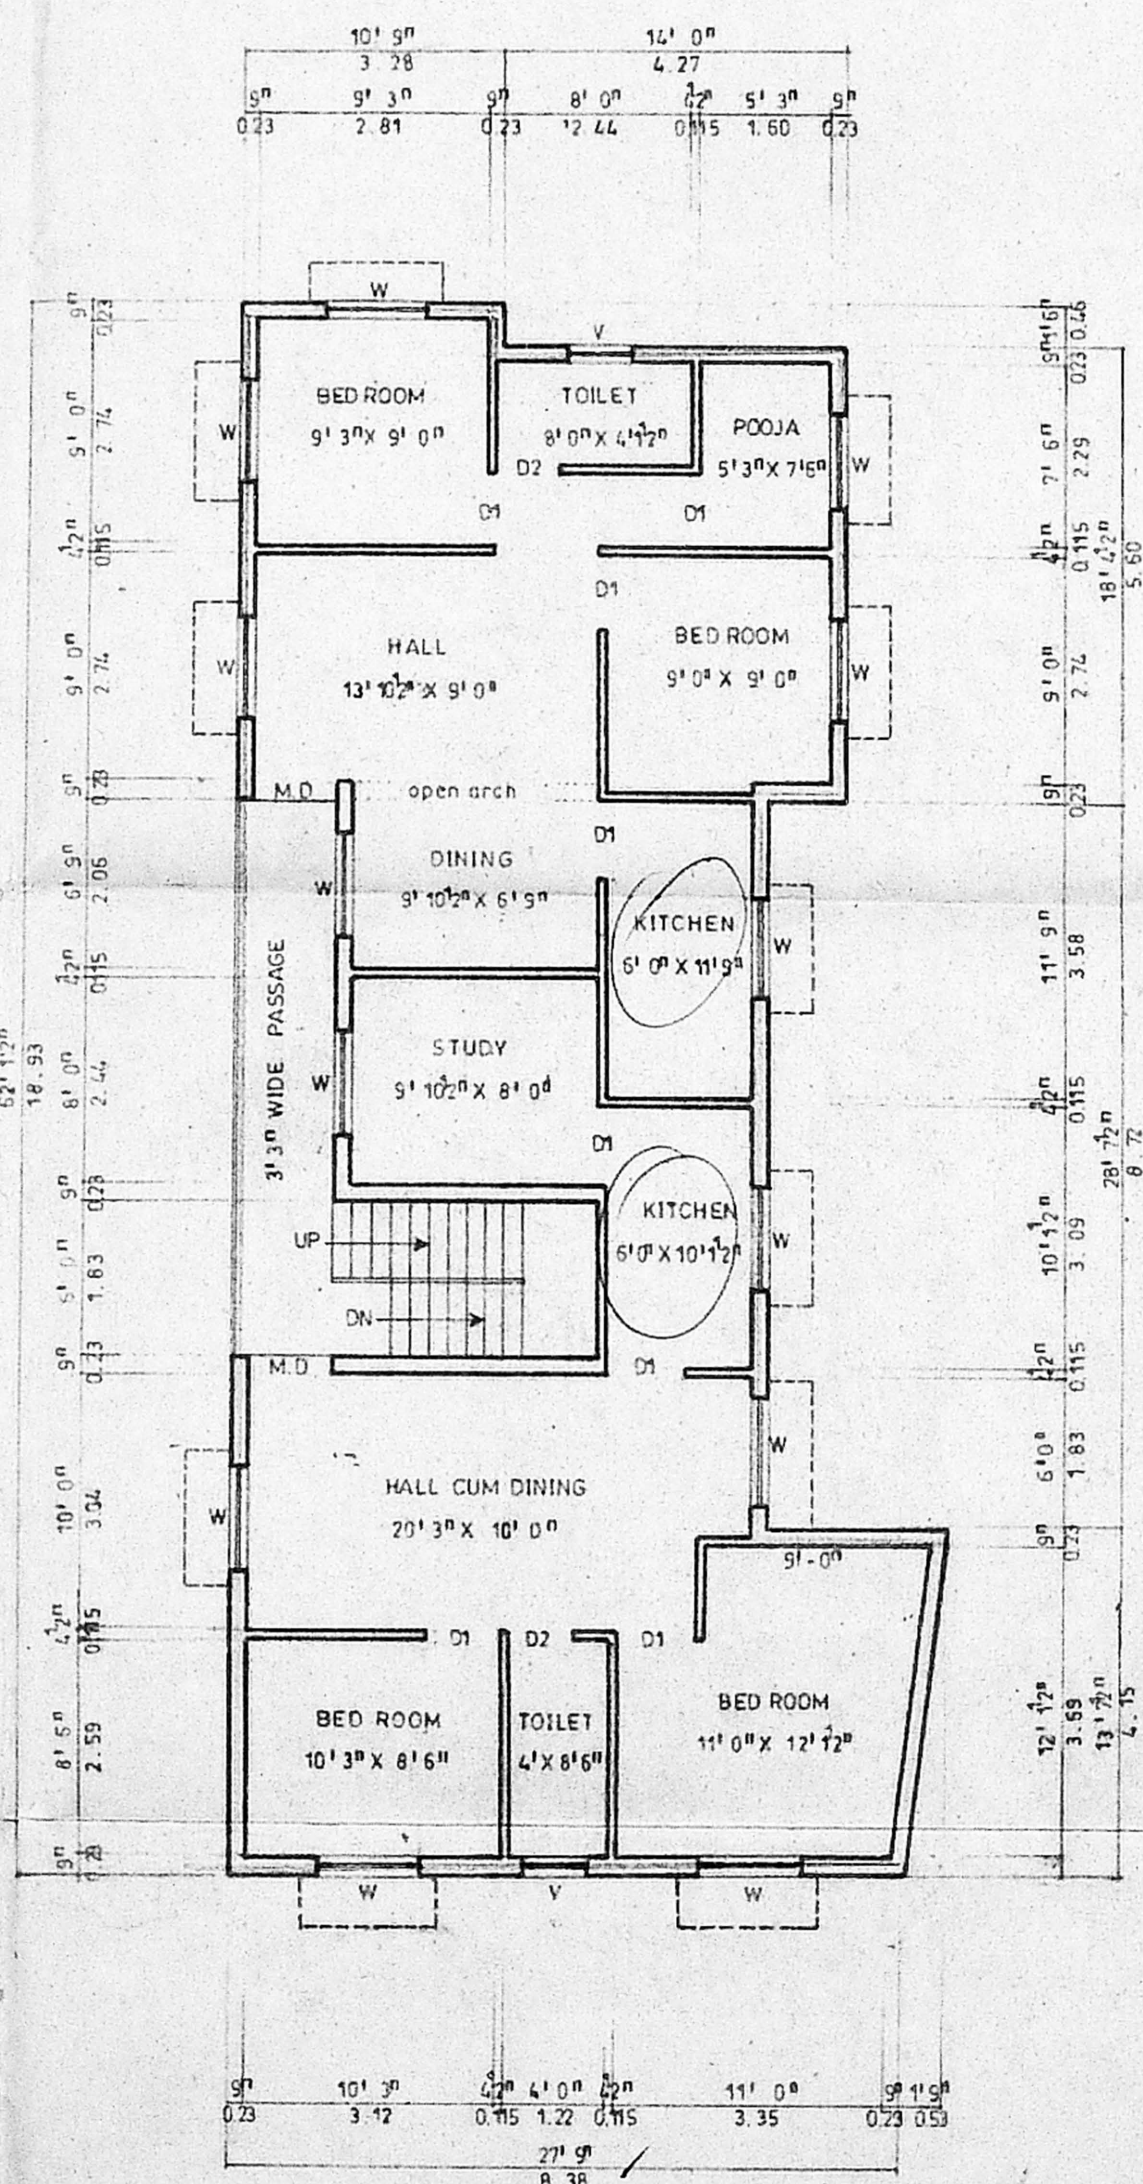 10' 9" 14' 0"
3.28 4.27
9" 9' 3" 9" 8' 0" 4½" 5' 3" 9"
0.23 2.81 0.23 2.44 0.115 1.60 0.23
W
V
BED ROOM
9' 3" X 9' 0"
TOILET
8' 0" X 4'1½"
POOJA
5' 3" X 7'6"
W
W
D2
D1
D1
D1
HALL
13' 10½" X 9' 0"
BED ROOM
9' 0" X 9' 0"
W
W
M.D
open arch
D1
DINING
9' 10½" X 6' 9"
W
KITCHEN
6' 0" X 11' 9"
W
3' 3" WIDE PASSAGE
STUDY
9' 10½" X 8' 0"
W
D1
KITCHEN
6' 0" X 10'1½"
W
UP
DN
M.D
D1
W
HALL CUM DINING
20' 3" X 10' 0"
W
9'-0"
D1 D2 D1
BED ROOM
10' 3" X 8' 6"
TOILET
4' X 8'6"
BED ROOM
11' 0" X 12' 1½"
W
V
W
9"
0.23
9' 0"
2.74
4½"
0.115
9' 0"
2.74
9"
0.23
6' 9"
2.06
4½"
0.115
8' 0"
2.44
9"
0.23
1.83
9"
0.23
10' 0"
3.04
4½"
0.115
2.59
9"
62' 1½"
18.93
1'6"
0.46
9"
0.23
7' 6"
2.29
4½"
0.115
9' 0"
2.74
9"
0.23
11' 9"
3.58
4½"
0.115
10' 1½"
3.09
0.115
6' 0"
1.83
9"
0.23
12' 1½"
3.69
18' 4½"
5.60
28' 7½"
8.72
13' 7½"
4.15
9" 10' 3" 4½" 4' 0" 4½" 11' 0" 9" 1' 9"
0.23 3.12 0.115 1.22 0.115 3.35 0.23 0.53
27' 9"
8.38